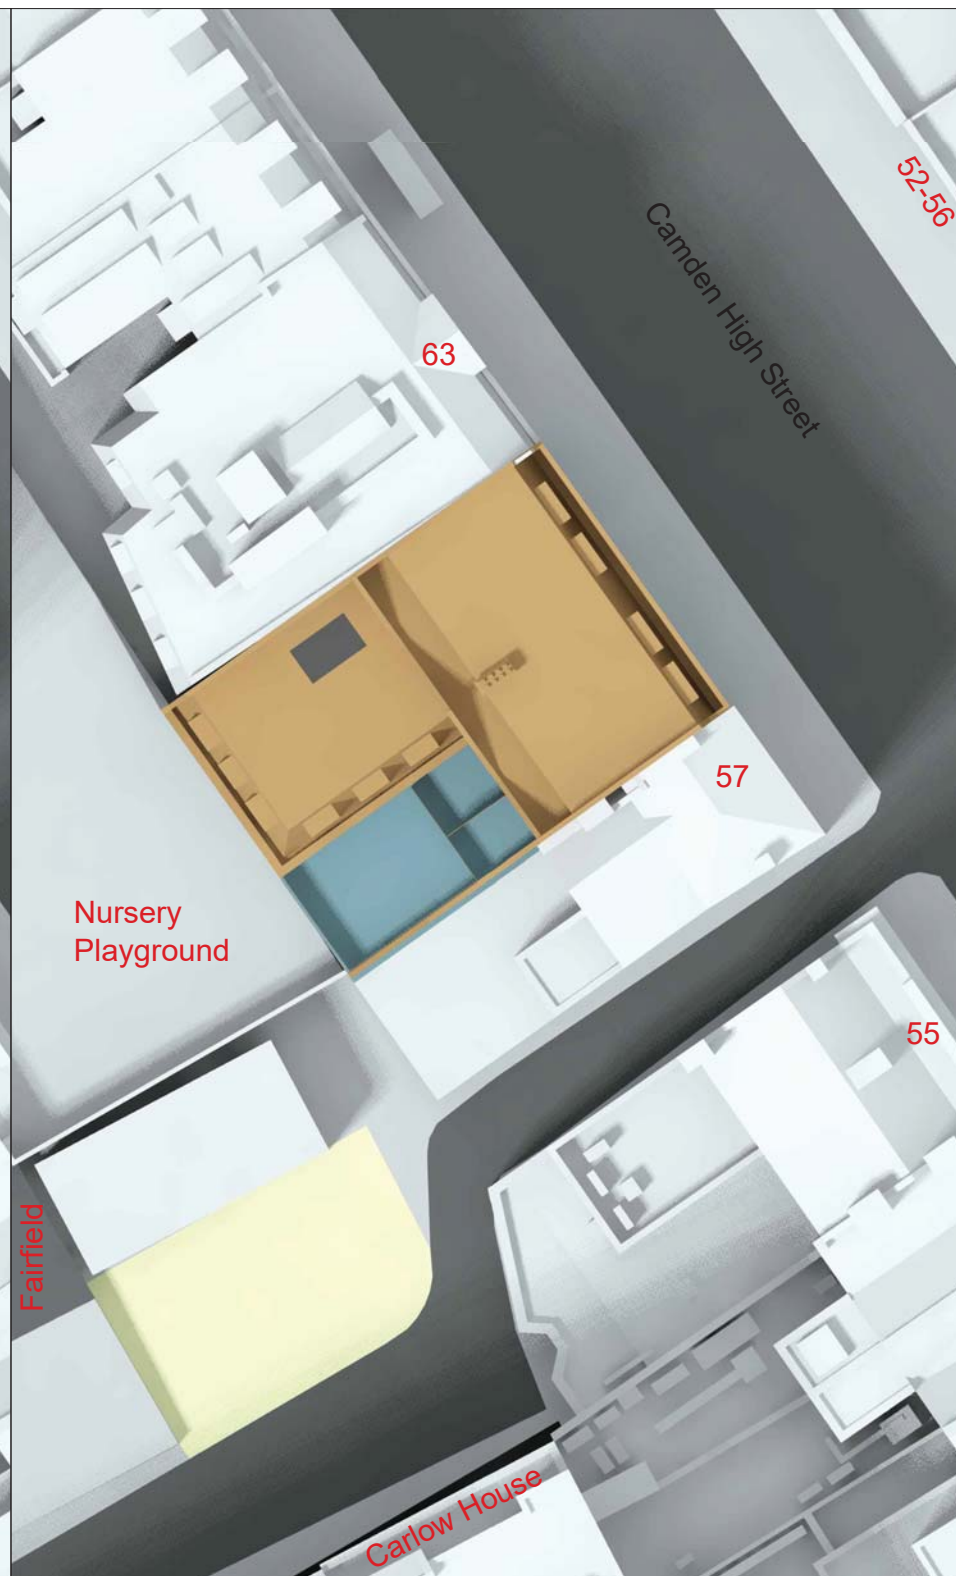 52-56
Camden High Street
63
57
Nursery
Playground
55
Fairfield
Carlow House